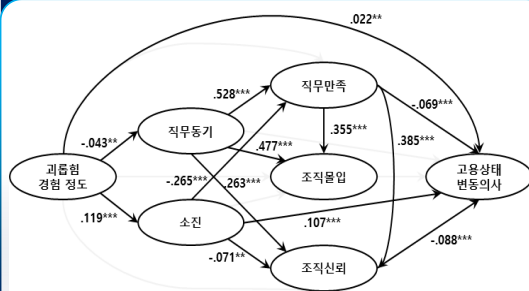 .022**
직무만족
.528***
-.069***
-.043**
직무동기
.355***
.477***
.385***
괴롭힘
경험 정도
조직몰입
고용상태
변동의사
-.265***
.263***
.119***
소진
.107***
-.071**
-.088***
조직신뢰